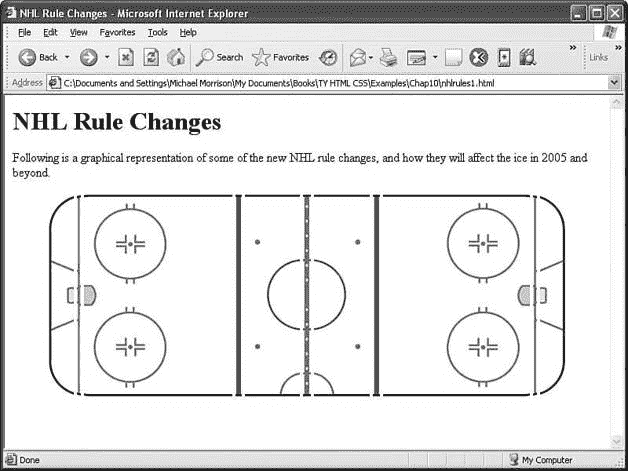 NHL Rule Changes - Microsoft Internet Explorer
File Edit View Favorites Tools Help
Back Search Favorites Links
Address C:\Documents and Settings\Michael Morrison\My Documents\Books\TY HTML CSS\Examples\Chap10\nhlrules1.html
NHL Rule Changes
Following is a graphical representation of some of the new NHL rule changes, and how they will affect the ice in 2005 and
beyond.
Done My Computer